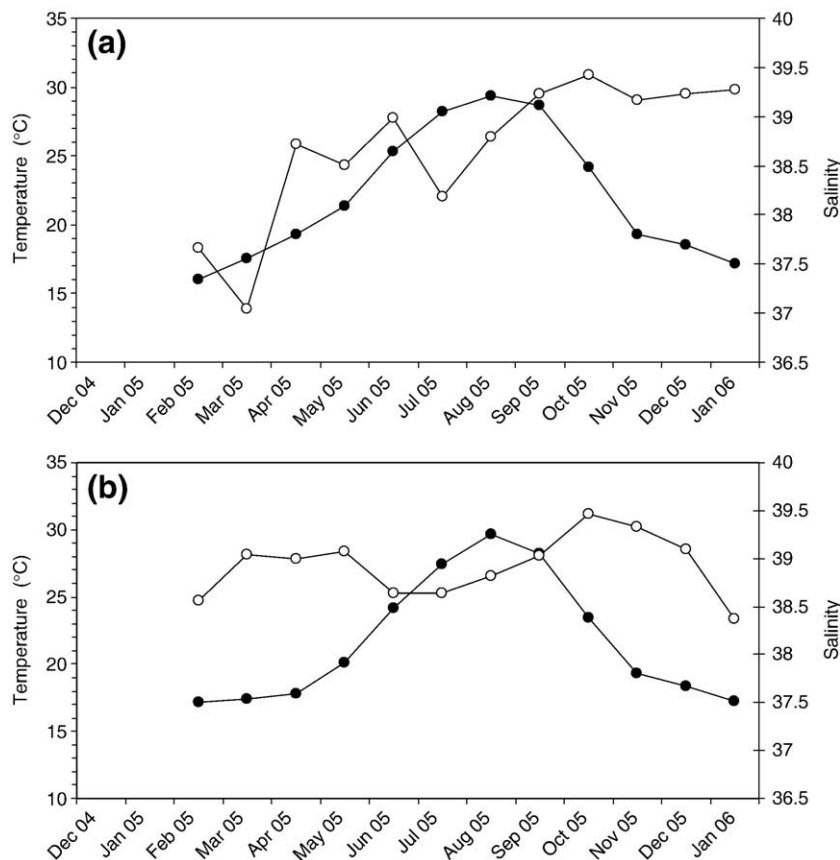 (a)
35
30
25
20
15
10
Temperature (°C)
40
39.5
39
38.5
38
37.5
37
36.5
Salinity
Dec 04
Jan 05
Feb 05
Mar 05
Apr 05
May 05
Jun 05
Jul 05
Aug 05
Sep 05
Oct 05
Nov 05
Dec 05
Jan 06
(b)
35
30
25
20
15
10
Temperature (°C)
40
39.5
39
38.5
38
37.5
37
36.5
Salinity
Dec 04
Jan 05
Feb 05
Mar 05
Apr 05
May 05
Jun 05
Jul 05
Aug 05
Sep 05
Oct 05
Nov 05
Dec 05
Jan 06